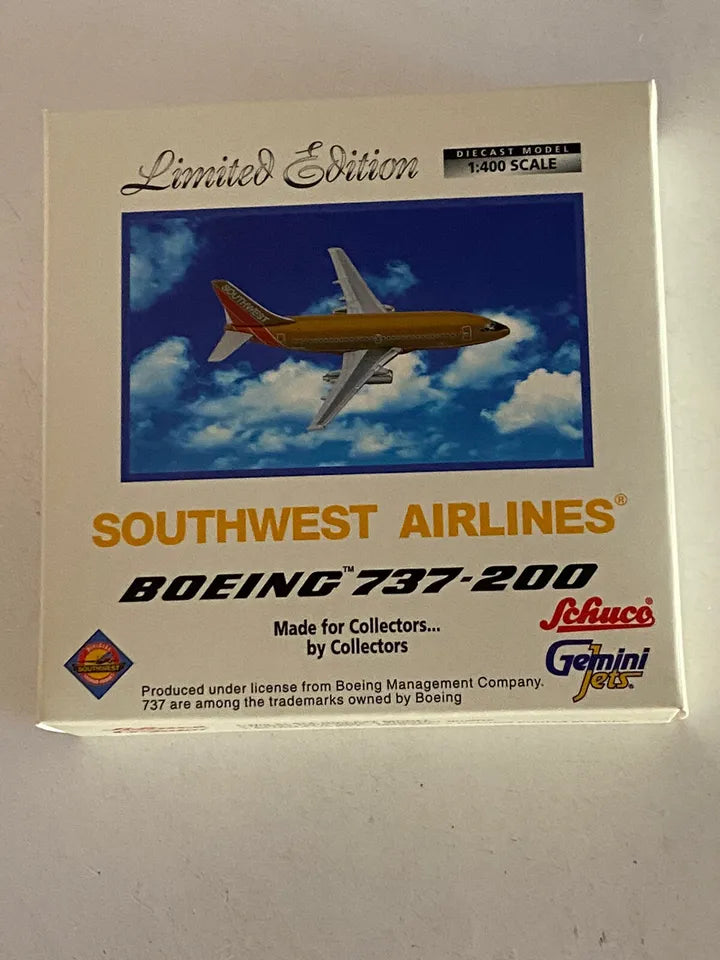 Limited Edition
DIECAST MODEL
1:400 SCALE
SOUTHWEST
SOUTHWEST AIRLINES®
BOEING™ 737-200
Made for Collectors...
by Collectors
Schuco®
Gemini
Jets®
SOUTHWEST
Produced under license from Boeing Management Company.
737 are among the trademarks owned by Boeing